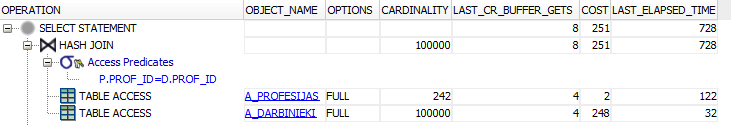 OPERATION OBJECT_NAME OPTIONS CARDINALITY LAST_CR_BUFFER_GETS COST LAST_ELAPSED_TIME
SELECT STATEMENT 8 251 728
HASH JOIN 100000 8 251 728
Access Predicates
P.PROF_ID=D.PROF_ID
TABLE ACCESS A_PROFESIJAS FULL 242 4 2 122
TABLE ACCESS A_DARBINIEKI FULL 100000 4 248 32